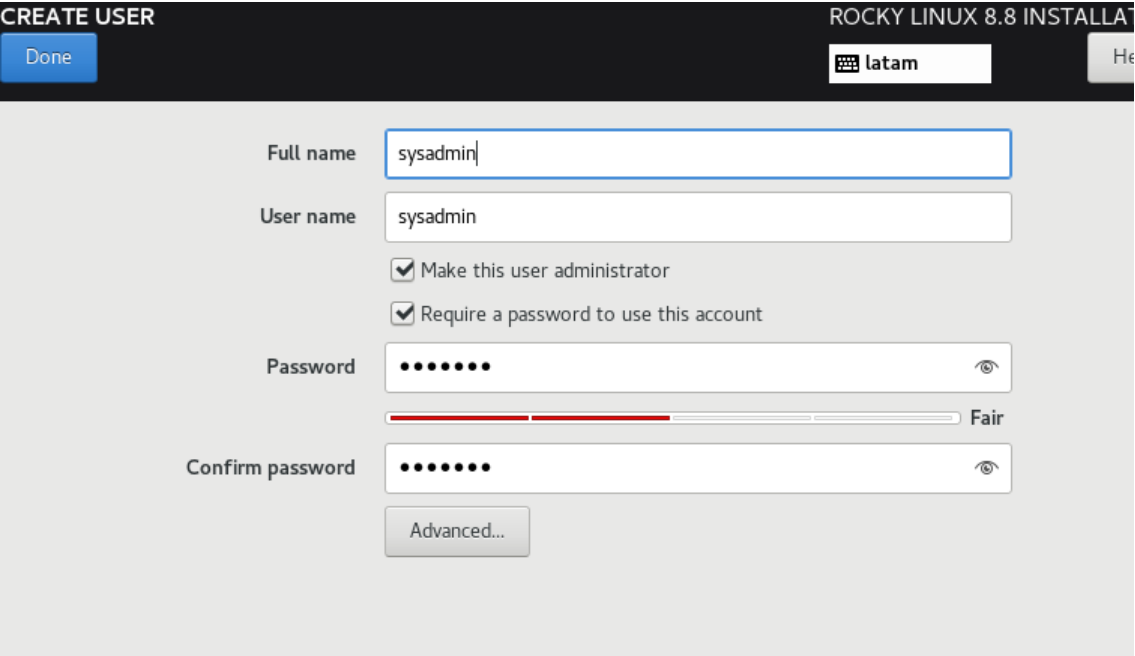 CREATE USER
ROCKY LINUX 8.8 INSTALLAT
Done
latam
He
Full name
sysadmin
User name
sysadmin
Make this user administrator
Require a password to use this account
Password
•••••••
Fair
Confirm password
•••••••
Advanced...